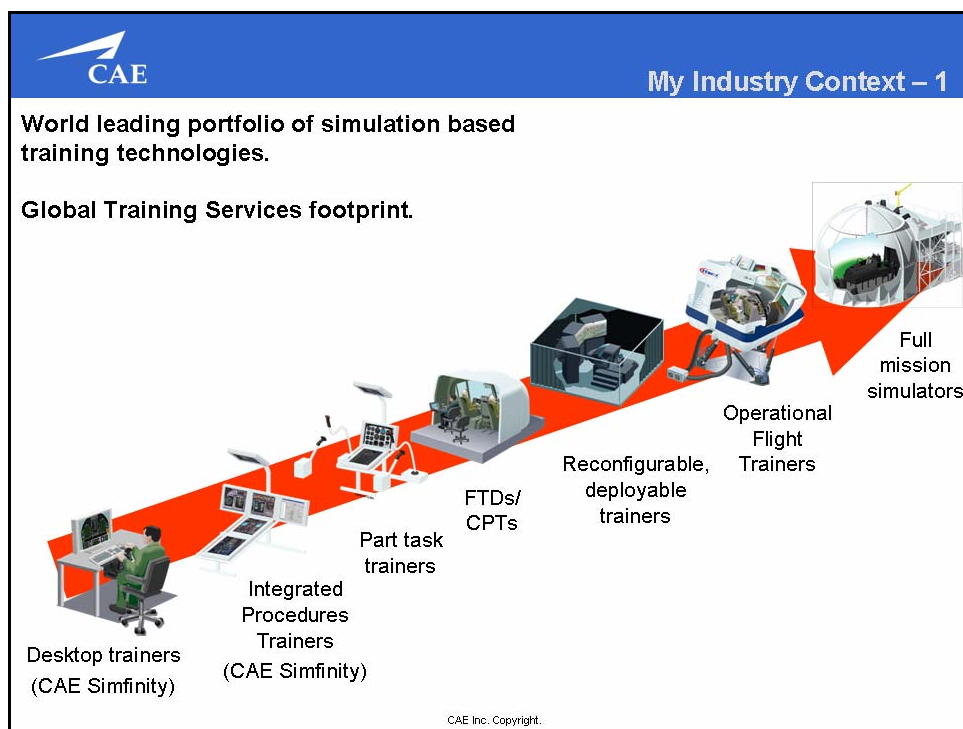 CAE
My Industry Context – 1
World leading portfolio of simulation based
training technologies.
Global Training Services footprint.
Full
mission
simulators
Operational
Flight
Trainers
Reconfigurable,
deployable
trainers
FTDs/
CPTs
Part task
trainers
Integrated
Procedures
Trainers
(CAE Simfinity)
Desktop trainers
(CAE Simfinity)
CAE Inc. Copyright.